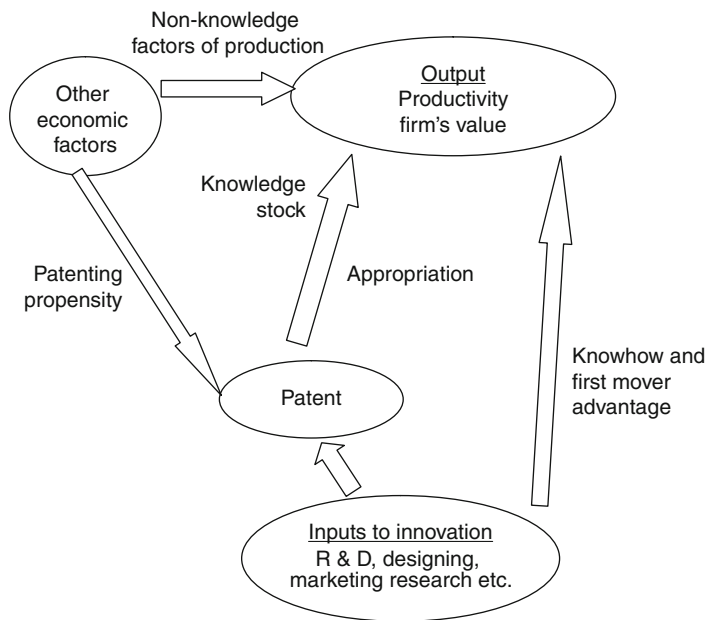 Non-knowledge
factors of production
Other
economic
factors
Output
Productivity
firm's value
Knowledge
stock
Patenting
propensity
Appropriation
Knowhow and
first mover
advantage
Patent
Inputs to innovation
R & D, designing,
marketing research etc.